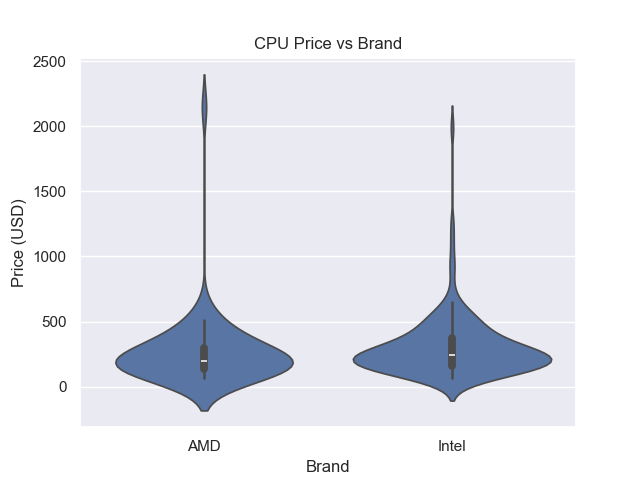 CPU Price vs Brand
2500
2000
1500
1000
500
0
Price (USD)
AMD
Intel
Brand